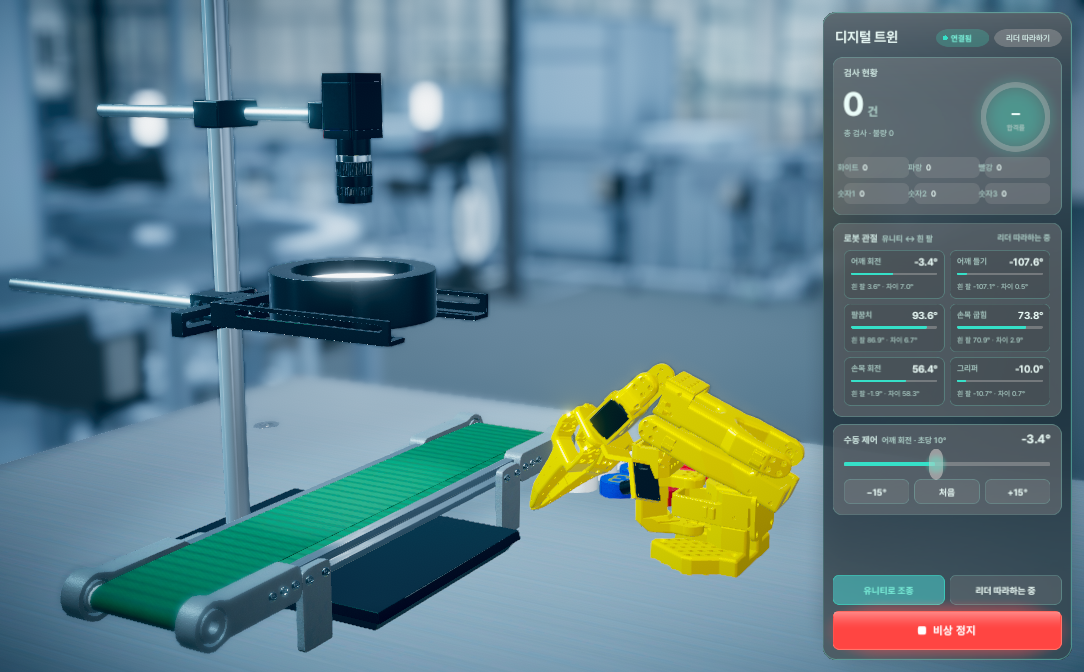 디지털 트윈
연결됨
리더 따라하기
검사 현황
0 건
총 검사 · 불량 0
–
합격률
화이트 0
파랑 0
빨강 0
숫자1 0
숫자2 0
숫자3 0
로봇 관절 유니티 ↔ 흰 팔
리더 따라하는 중
어깨 회전 -3.4°
흰 팔 3.6° · 차이 7.0°
어깨 들기 -107.6°
흰 팔 -107.1° · 차이 0.5°
팔꿈치 93.6°
흰 팔 86.9° · 차이 6.7°
손목 굽힘 73.8°
흰 팔 70.9° · 차이 2.9°
손목 회전 56.4°
흰 팔 -1.9° · 차이 58.3°
그리퍼 -10.0°
흰 팔 -10.7° · 차이 0.7°
수동 제어 어깨 회전 · 초당 10°
-3.4°
-15°
처음
+15°
유니티로 조종
리더 따라하는 중
비상 정지